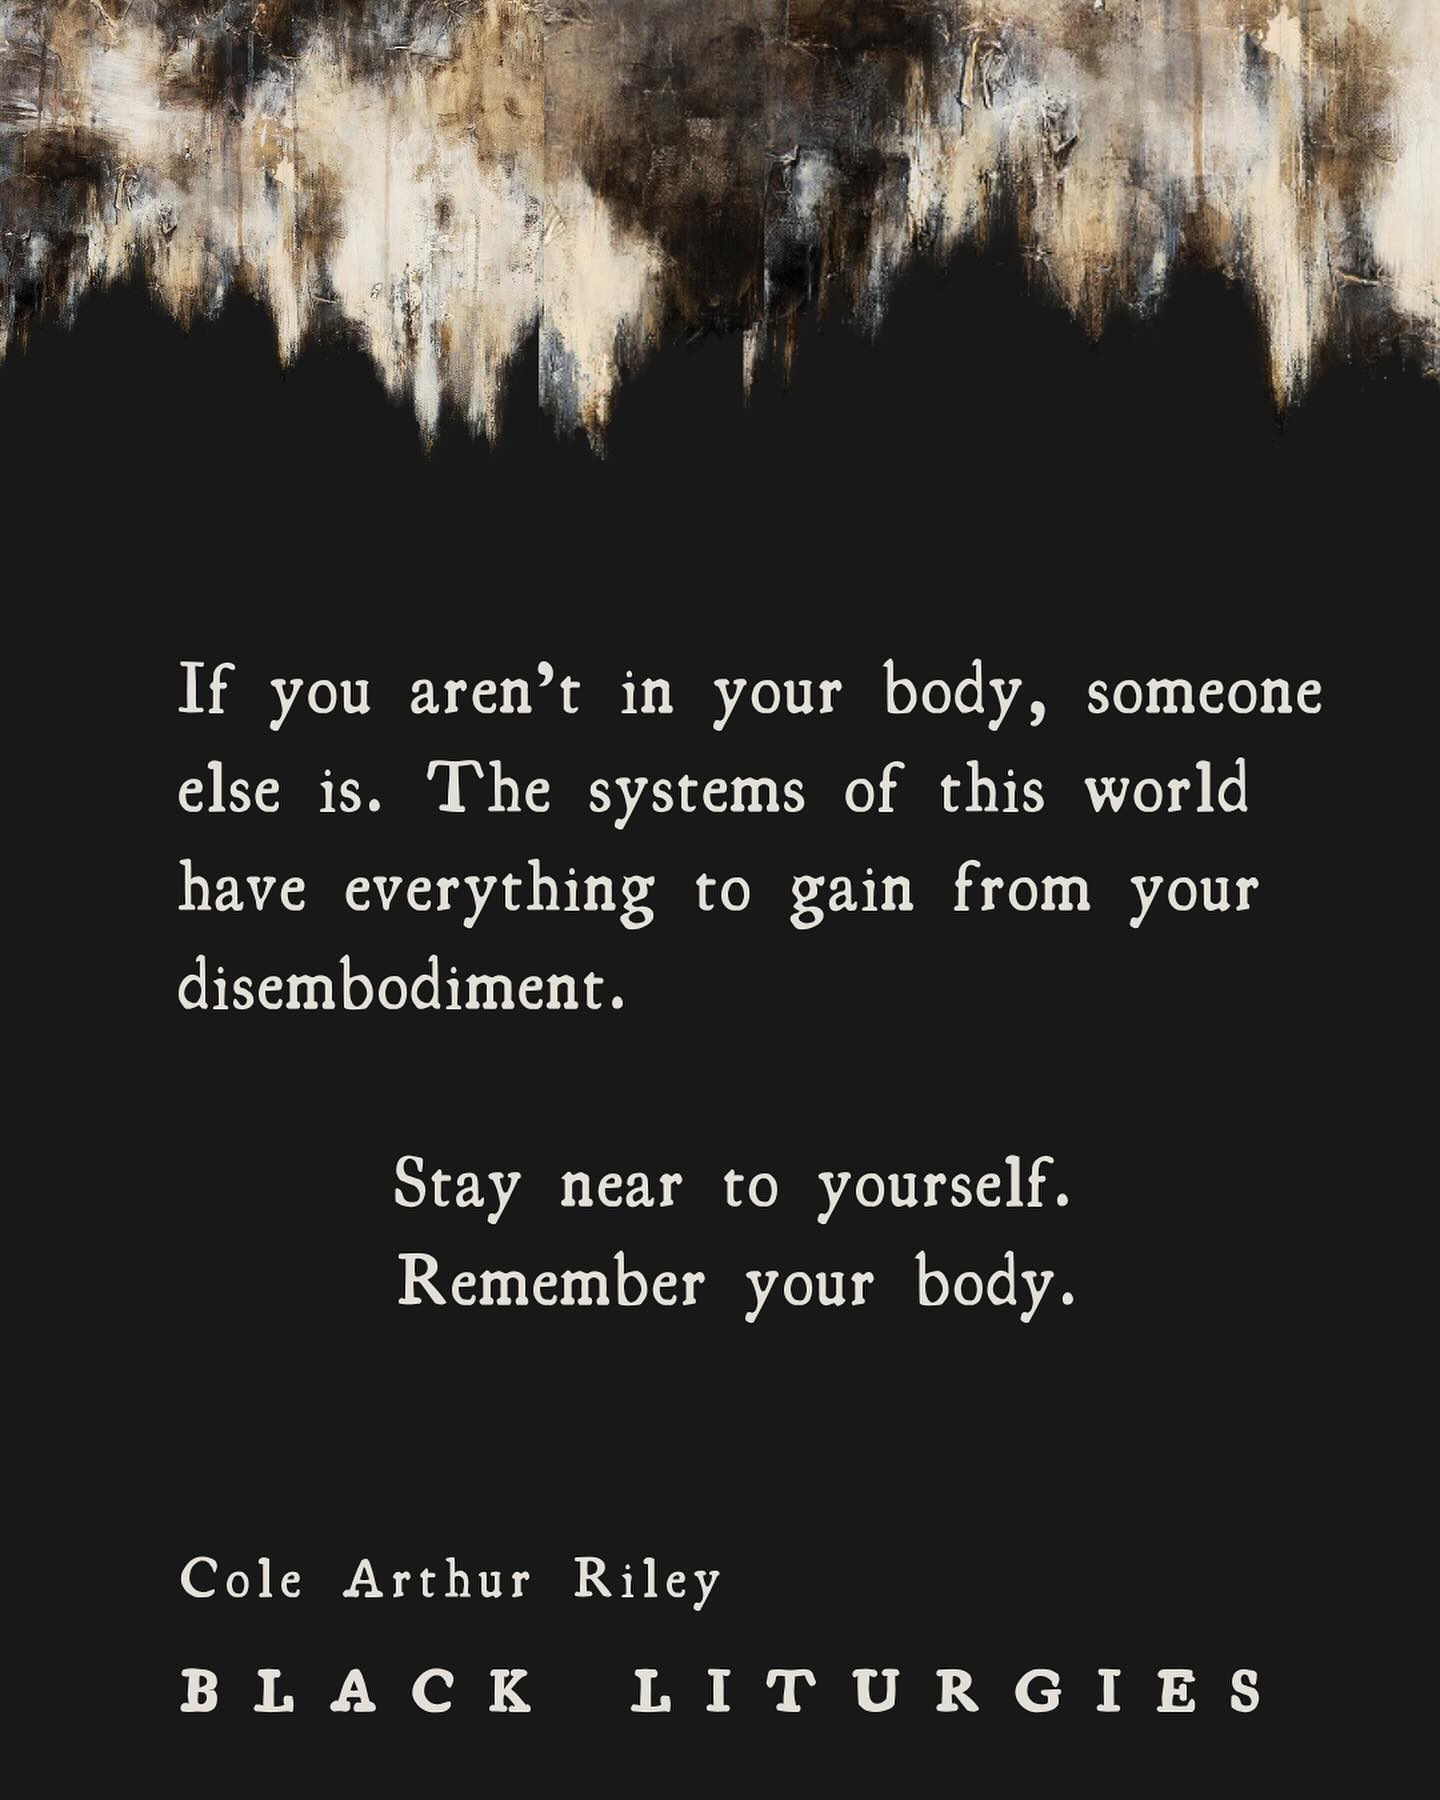 If you aren’t in your body, someone
else is. The systems of this world
have everything to gain from your
disembodiment.
Stay near to yourself.
Remember your body.
Cole Arthur Riley
BLACK LITURGIES